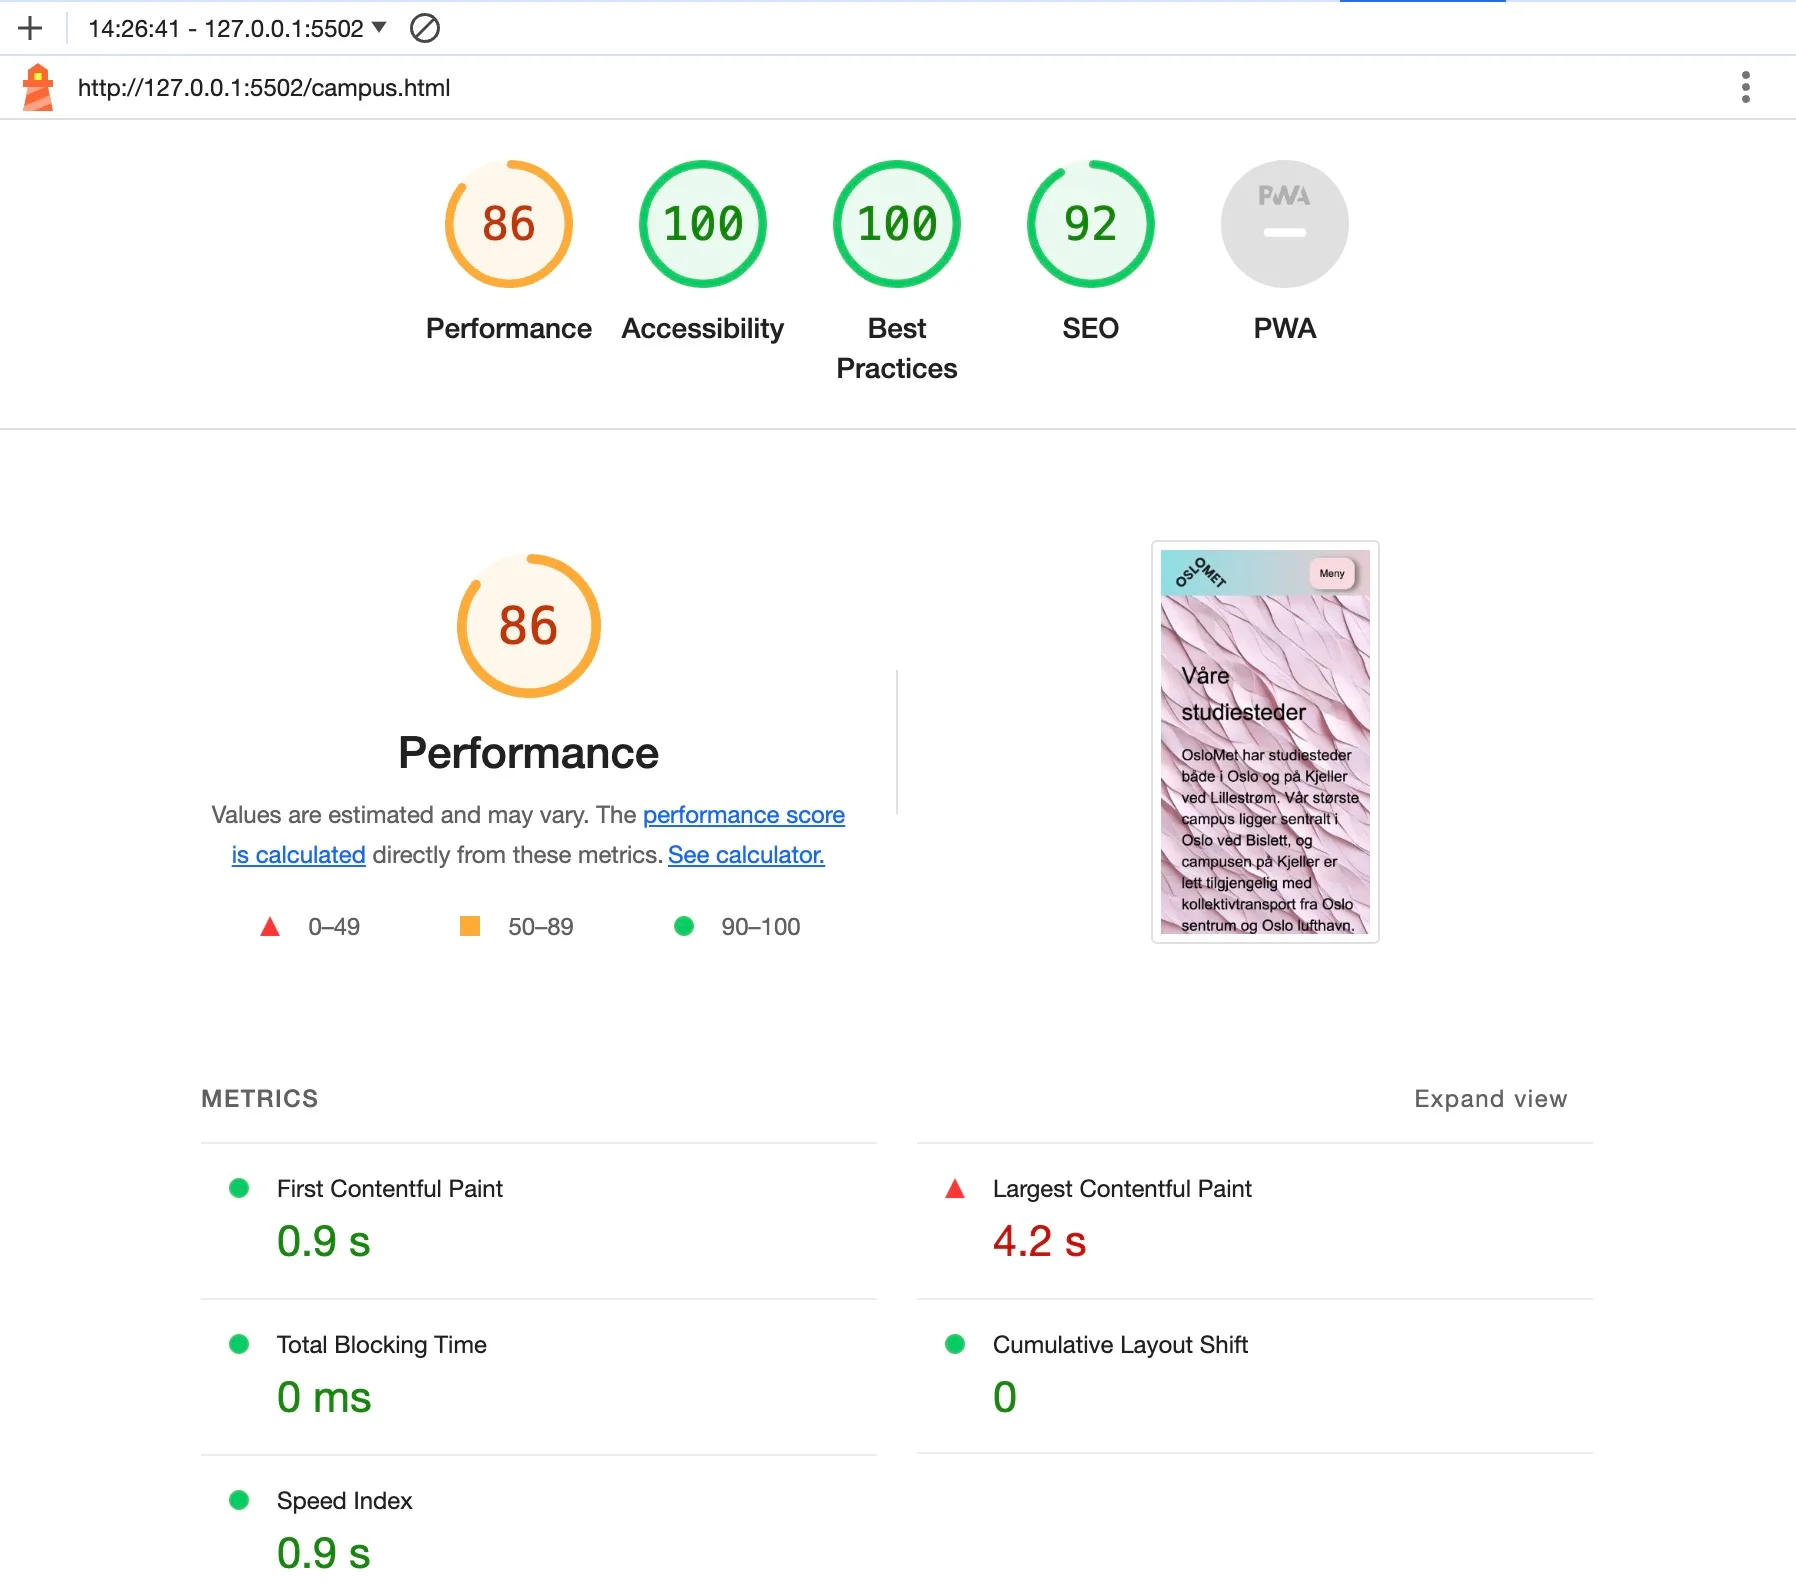 14:26:41 - 127.0.0.1:5502
http://127.0.0.1:5502/campus.html
86
100
100
92
PWA
Performance
Accessibility
Best
Practices
SEO
PWA
86
Performance
Values are estimated and may vary. The performance score
is calculated directly from these metrics. See calculator.
0–49
50–89
90–100
OSLOMET
Meny
Våre
studiesteder
OsloMet har studiesteder
både i Oslo og på Kjeller
ved Lillestrøm. Vår største
campus ligger sentralt i
Oslo ved Bislett, og
campusen på Kjeller er
lett tilgjengelig med
kollektivtransport fra Oslo
sentrum og Oslo lufthavn.
METRICS
Expand view
First Contentful Paint
0.9 s
Largest Contentful Paint
4.2 s
Total Blocking Time
0 ms
Cumulative Layout Shift
0
Speed Index
0.9 s